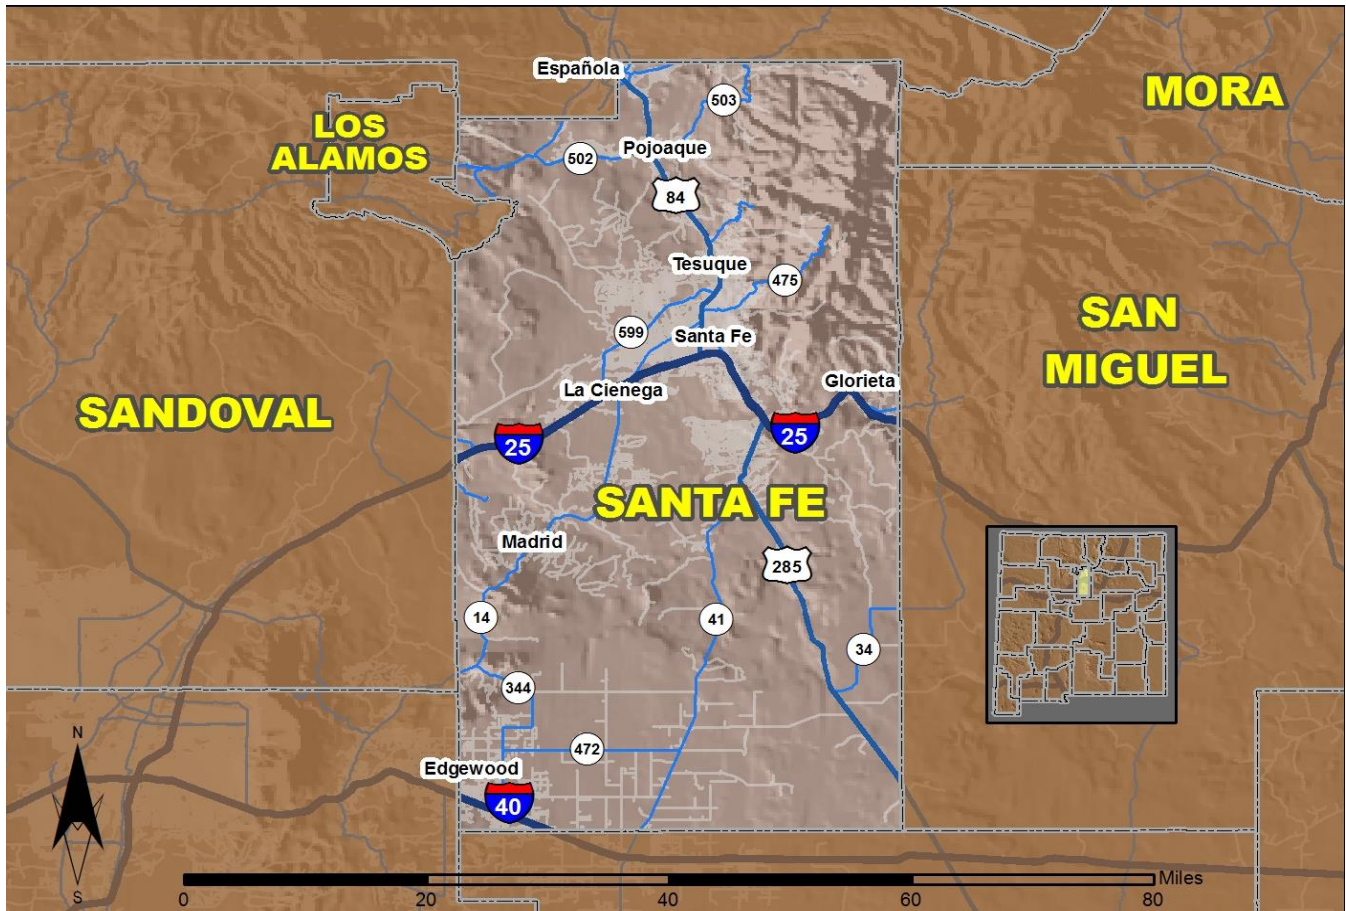 Española
MORA
503
LOS
ALAMOS
Pojoaque
502
84
Tesuque
475
SAN
MIGUEL
599
Santa Fe
La Cienega
Glorieta
SANDOVAL
25
25
SANTA FE
Madrid
285
14
41
34
344
N
472
Edgewood
40
S
Miles
0
20
40
60
80